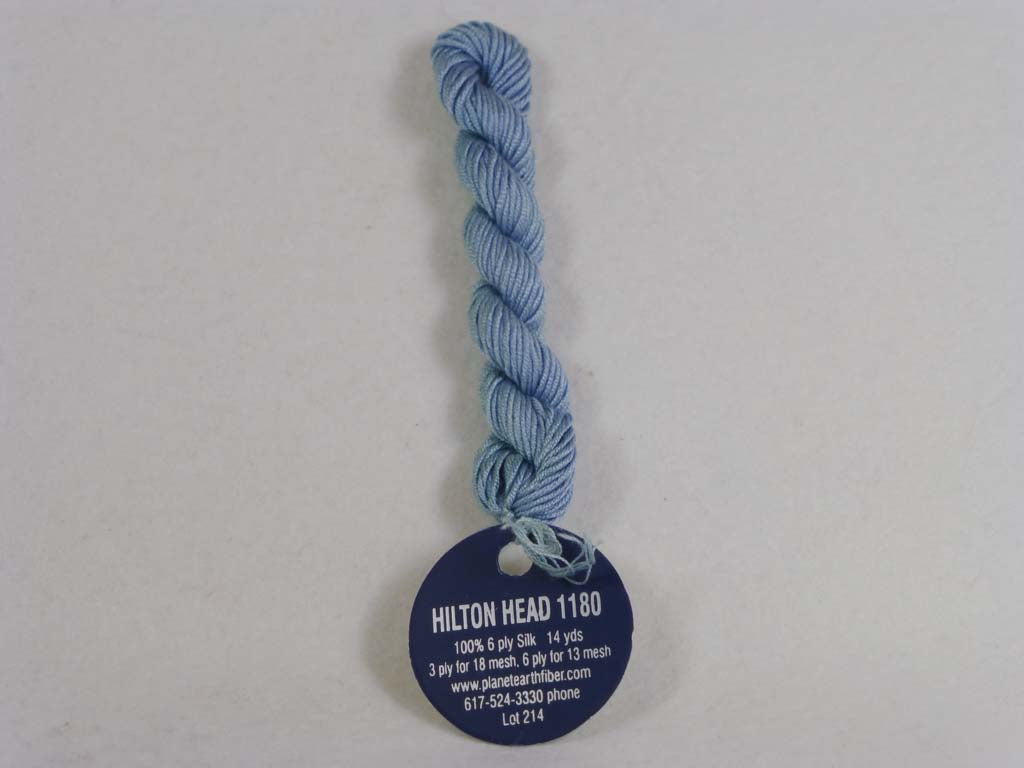 HILTON HEAD 1180
100% 6 ply Silk 14 yds
3 ply for 18 mesh, 6 ply for 13 mesh
www.planetearthfiber.com
617-524-3330 phone
Lot 214